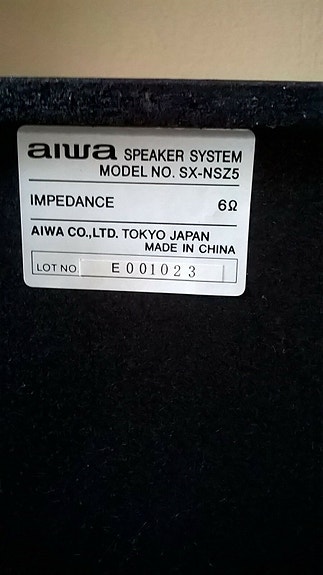 aiwa SPEAKER SYSTEM
MODEL NO. SX-NSZ5
IMPEDANCE 6Ω
AIWA CO.,LTD. TOKYO JAPAN
MADE IN CHINA
LOT NO E001023